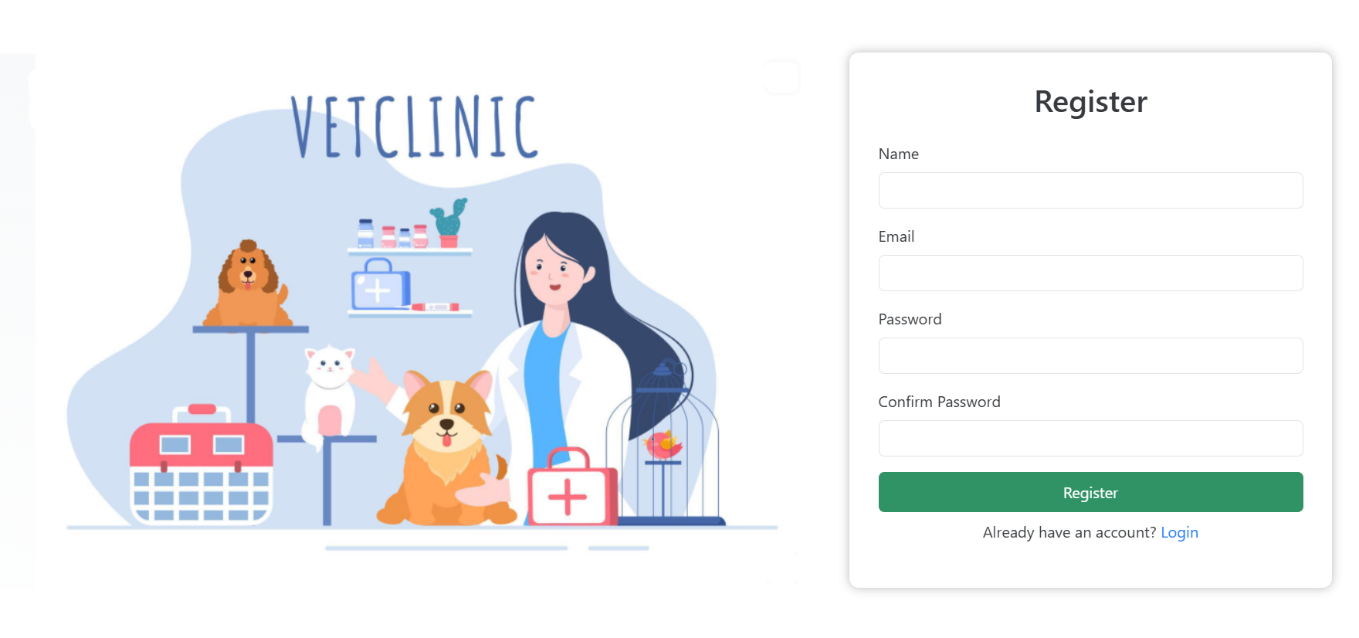 VETCLINIC
Register
Name
Email
Password
Confirm Password
Register
Already have an account? Login